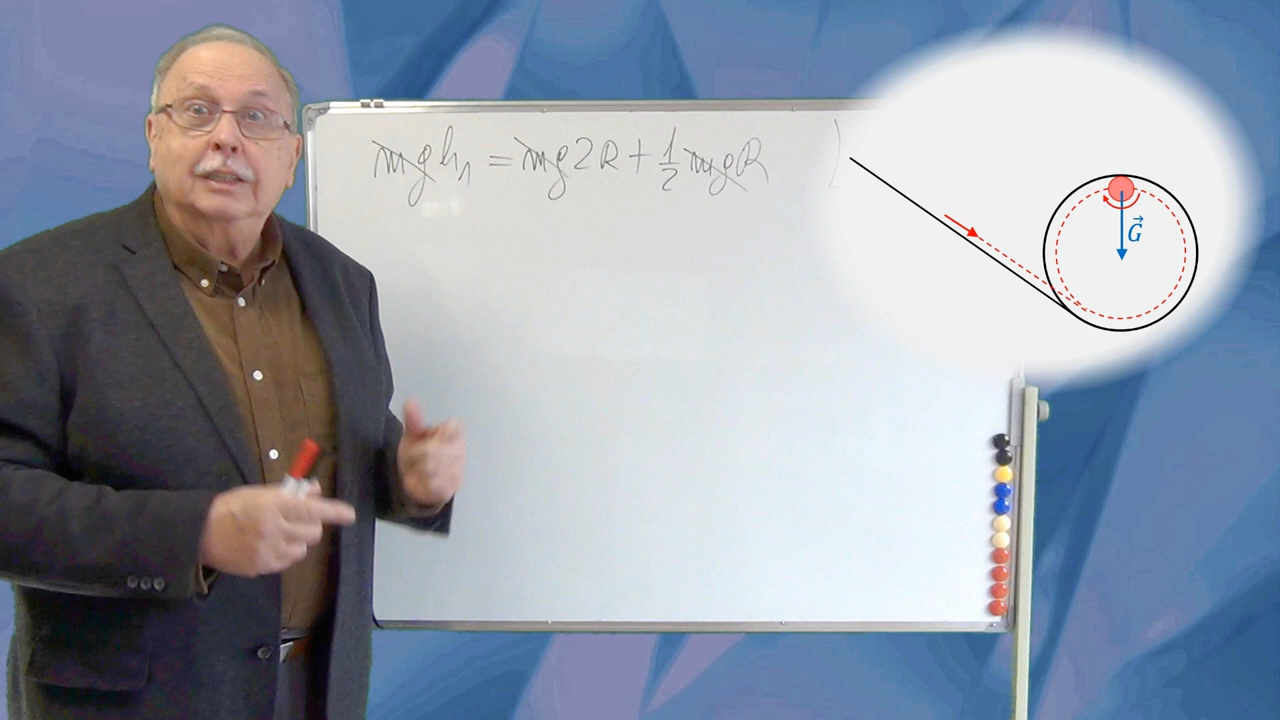 mgh₁ = mg2R + ½mgR
G⃗